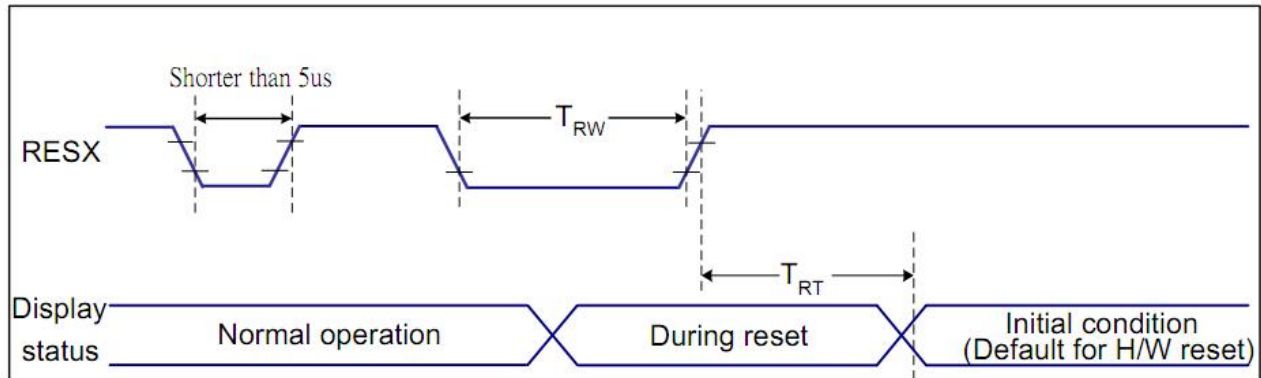 Shorter than 5us
RESX
TRW
TRT
Display
status
Normal operation
During reset
Initial condition
(Default for H/W reset)